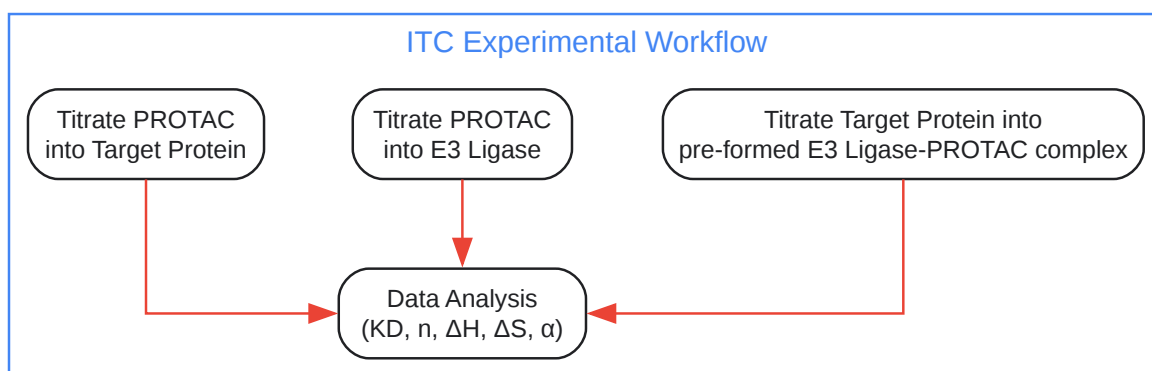 ITC Experimental Workflow
Titrate PROTAC
into Target Protein
Titrate PROTAC
into E3 Ligase
Titrate Target Protein into
pre-formed E3 Ligase-PROTAC complex
Data Analysis
(KD, n, ΔH, ΔS, α)